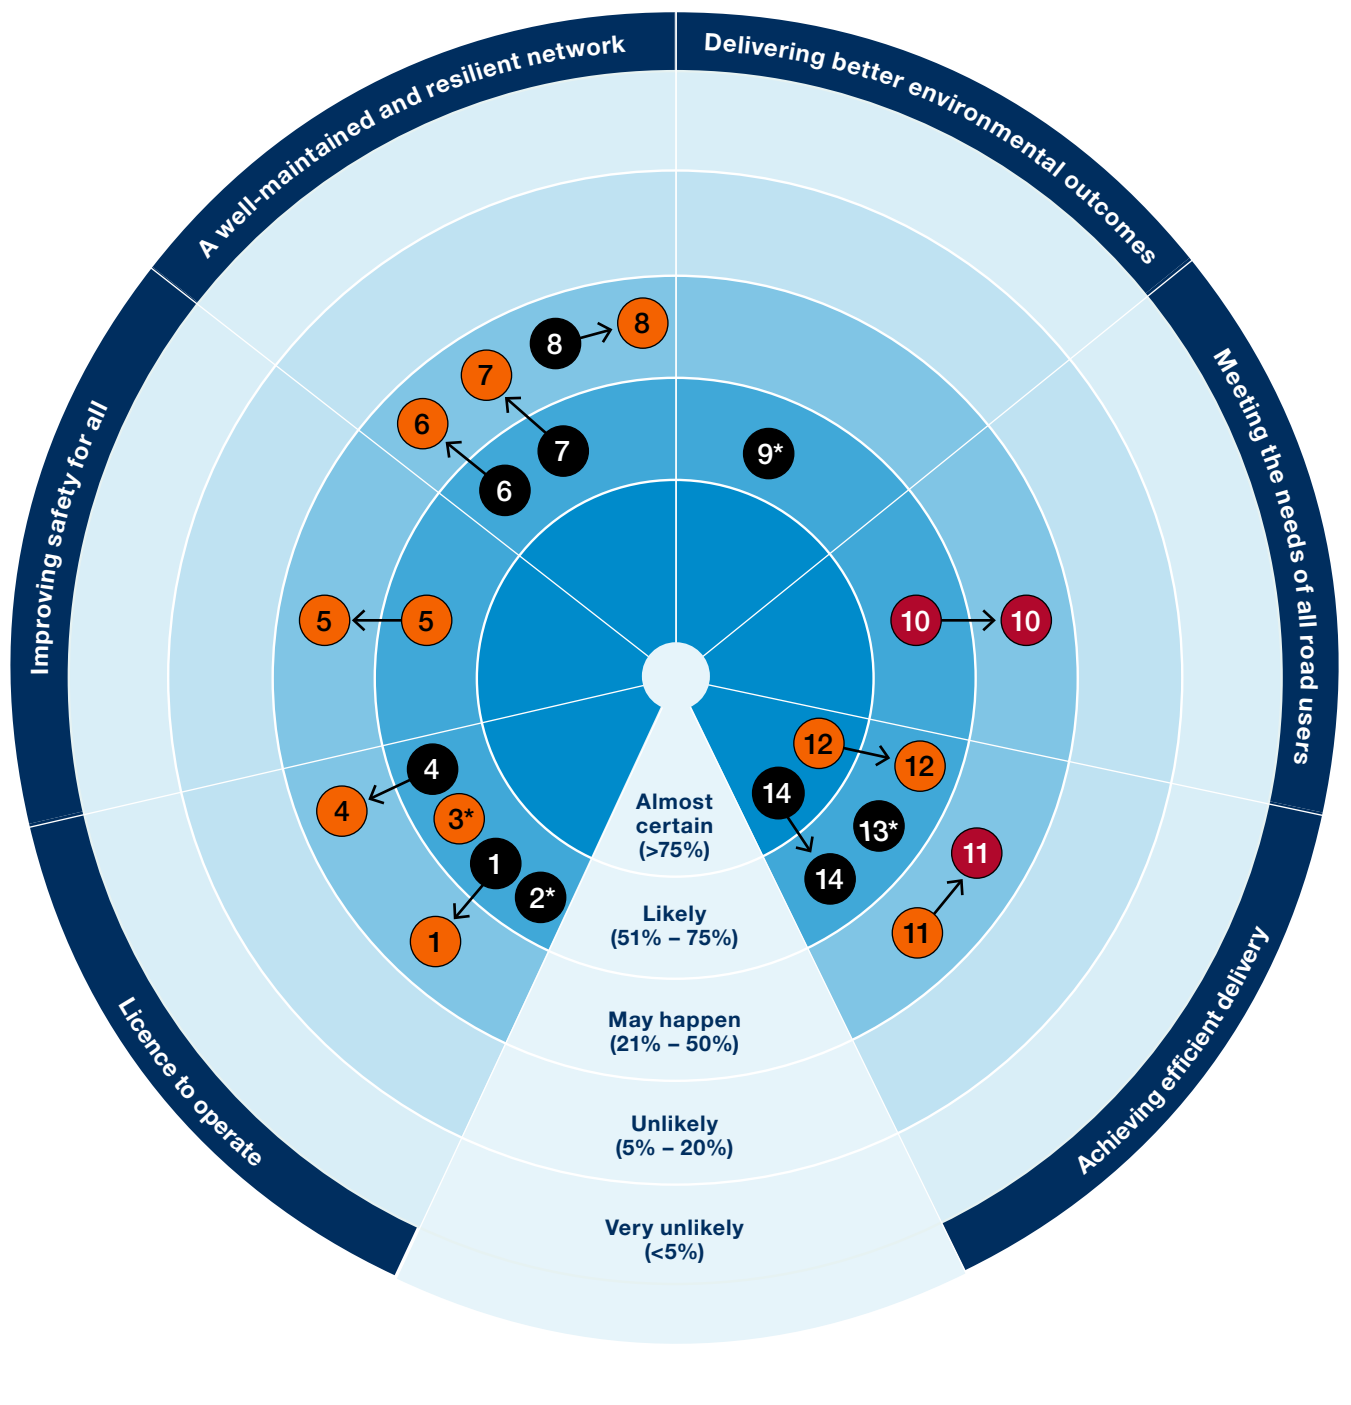 A well-maintained and resilient network
Delivering better environmental outcomes
Meeting the needs of all road users
Achieving efficient delivery
Licence to operate
Improving safety for all
8
8
7
7
6
6
9*
5
5
10
10
4
4
3*
1
1
2*
12
12
14
14
13*
11
11
Almost
certain
(>75%)
Likely
(51% – 75%)
May happen
(21% – 50%)
Unlikely
(5% – 20%)
Very unlikely
(<5%)